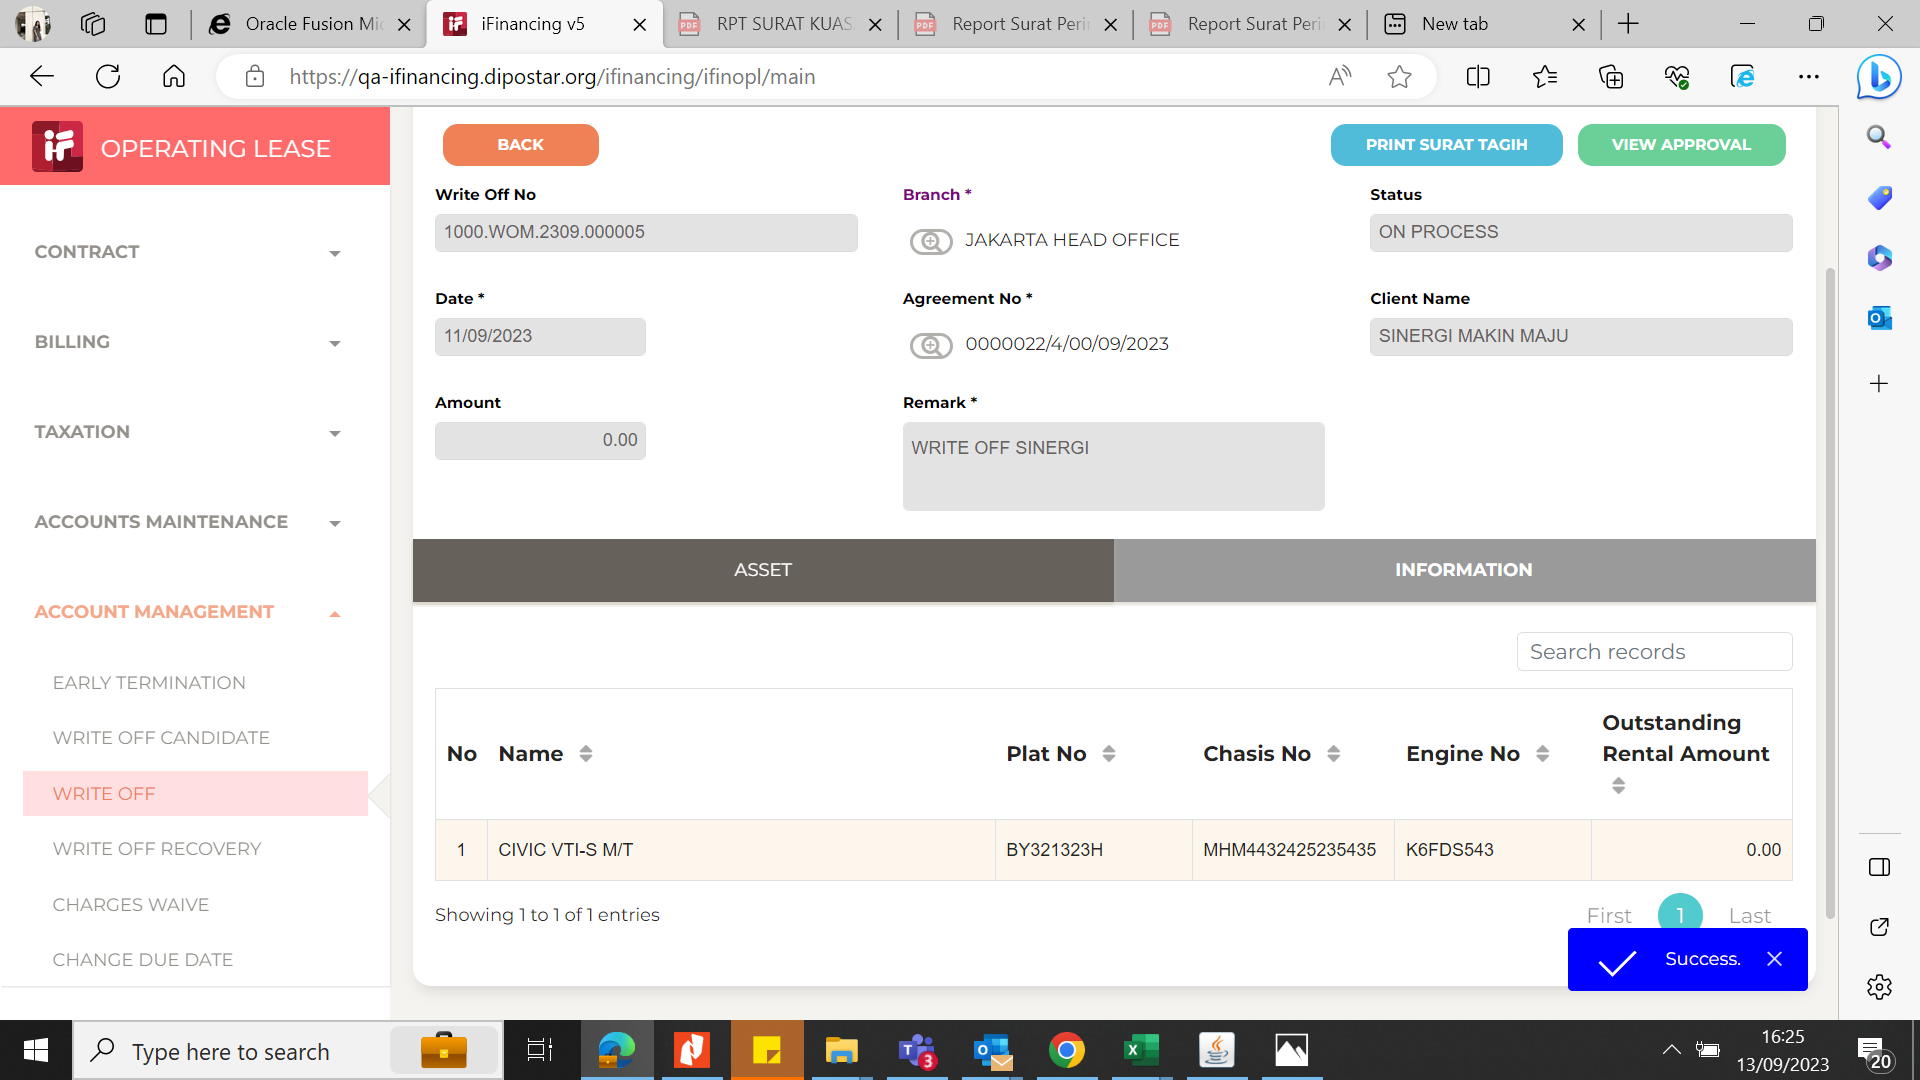 Oracle Fusion Mi
iFinancing v5
RPT SURAT KUAS
Report Surat Peri
Report Surat Peri
New tab
https://qa-ifinancing.dipostar.org/ifinancing/ifinopl/main
iF OPERATING LEASE
CONTRACT
BILLING
TAXATION
ACCOUNTS MAINTENANCE
ACCOUNT MANAGEMENT
EARLY TERMINATION
WRITE OFF CANDIDATE
WRITE OFF
WRITE OFF RECOVERY
CHARGES WAIVE
CHANGE DUE DATE
BACK
PRINT SURAT TAGIH
VIEW APPROVAL
Write Off No
1000.WOM.2309.000005
Branch *
JAKARTA HEAD OFFICE
Status
ON PROCESS
Date *
11/09/2023
Agreement No *
0000022/4/00/09/2023
Client Name
SINERGI MAKIN MAJU
Amount
0.00
Remark *
WRITE OFF SINERGI
ASSET
INFORMATION
Search records
No Name Plat No Chasis No Engine No Outstanding
Rental Amount
1 CIVIC VTI-S M/T BY321323H MHM4432425235435 K6FDS543 0.00
Showing 1 to 1 of 1 entries
First 1 Last
Success.
Type here to search
3
16:25
13/09/2023
20